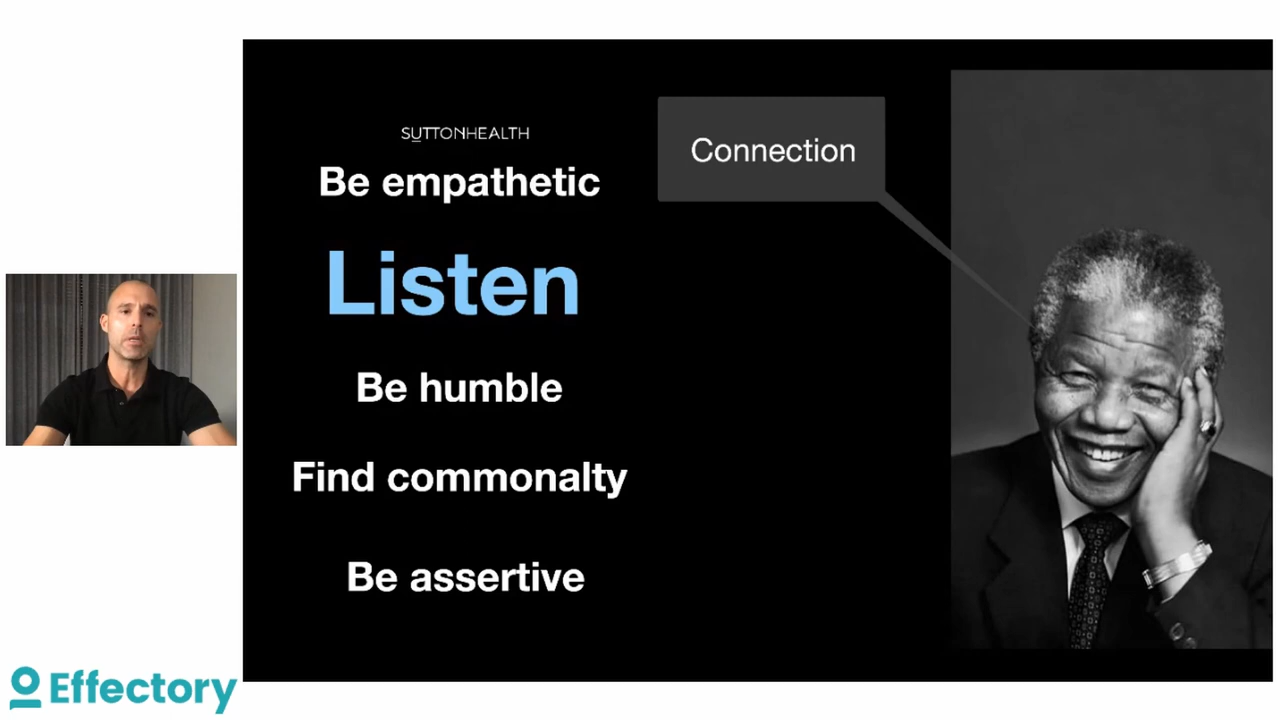 SUTTONHEALTH
Be empathetic
Listen
Be humble
Find commonalty
Be assertive
Connection
Effectory